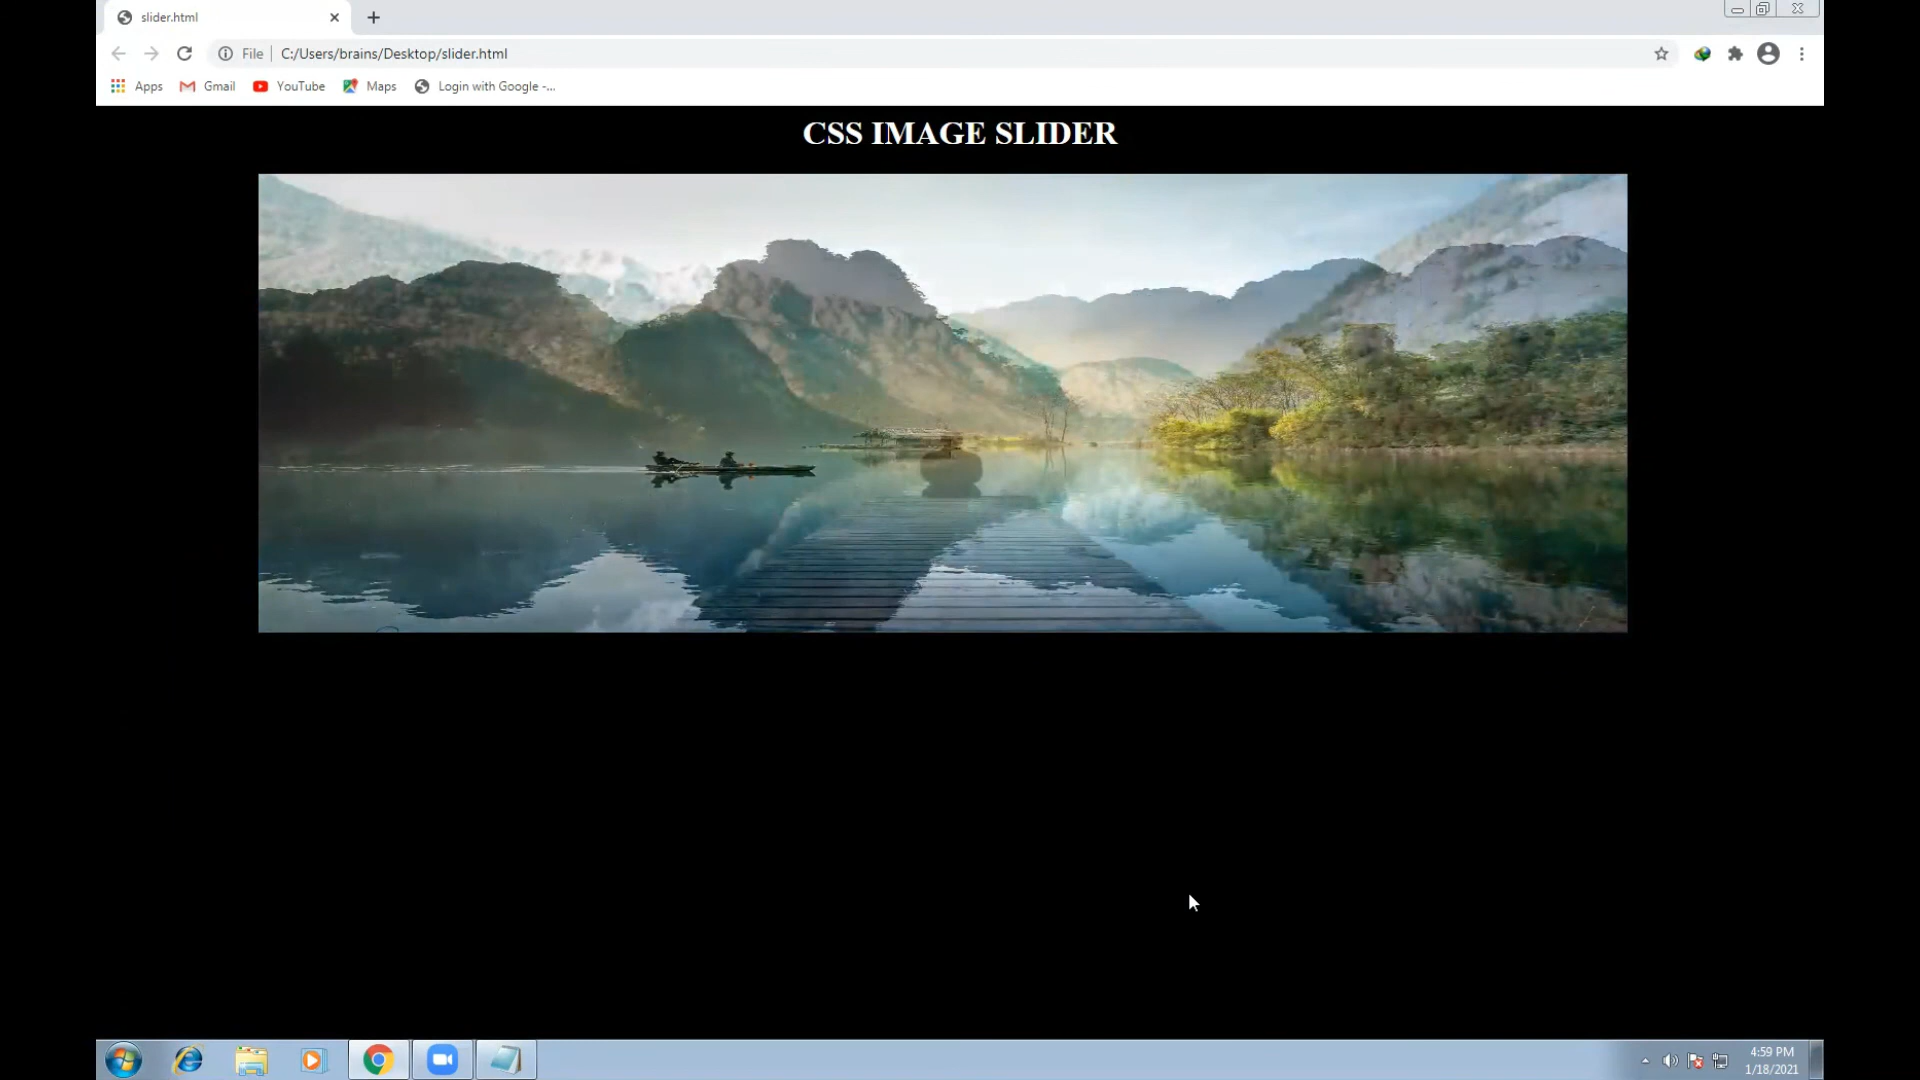 slider.html
File C:/Users/brains/Desktop/slider.html
Apps Gmail YouTube Maps Login with Google -...
CSS IMAGE SLIDER
4:59 PM
1/18/2021